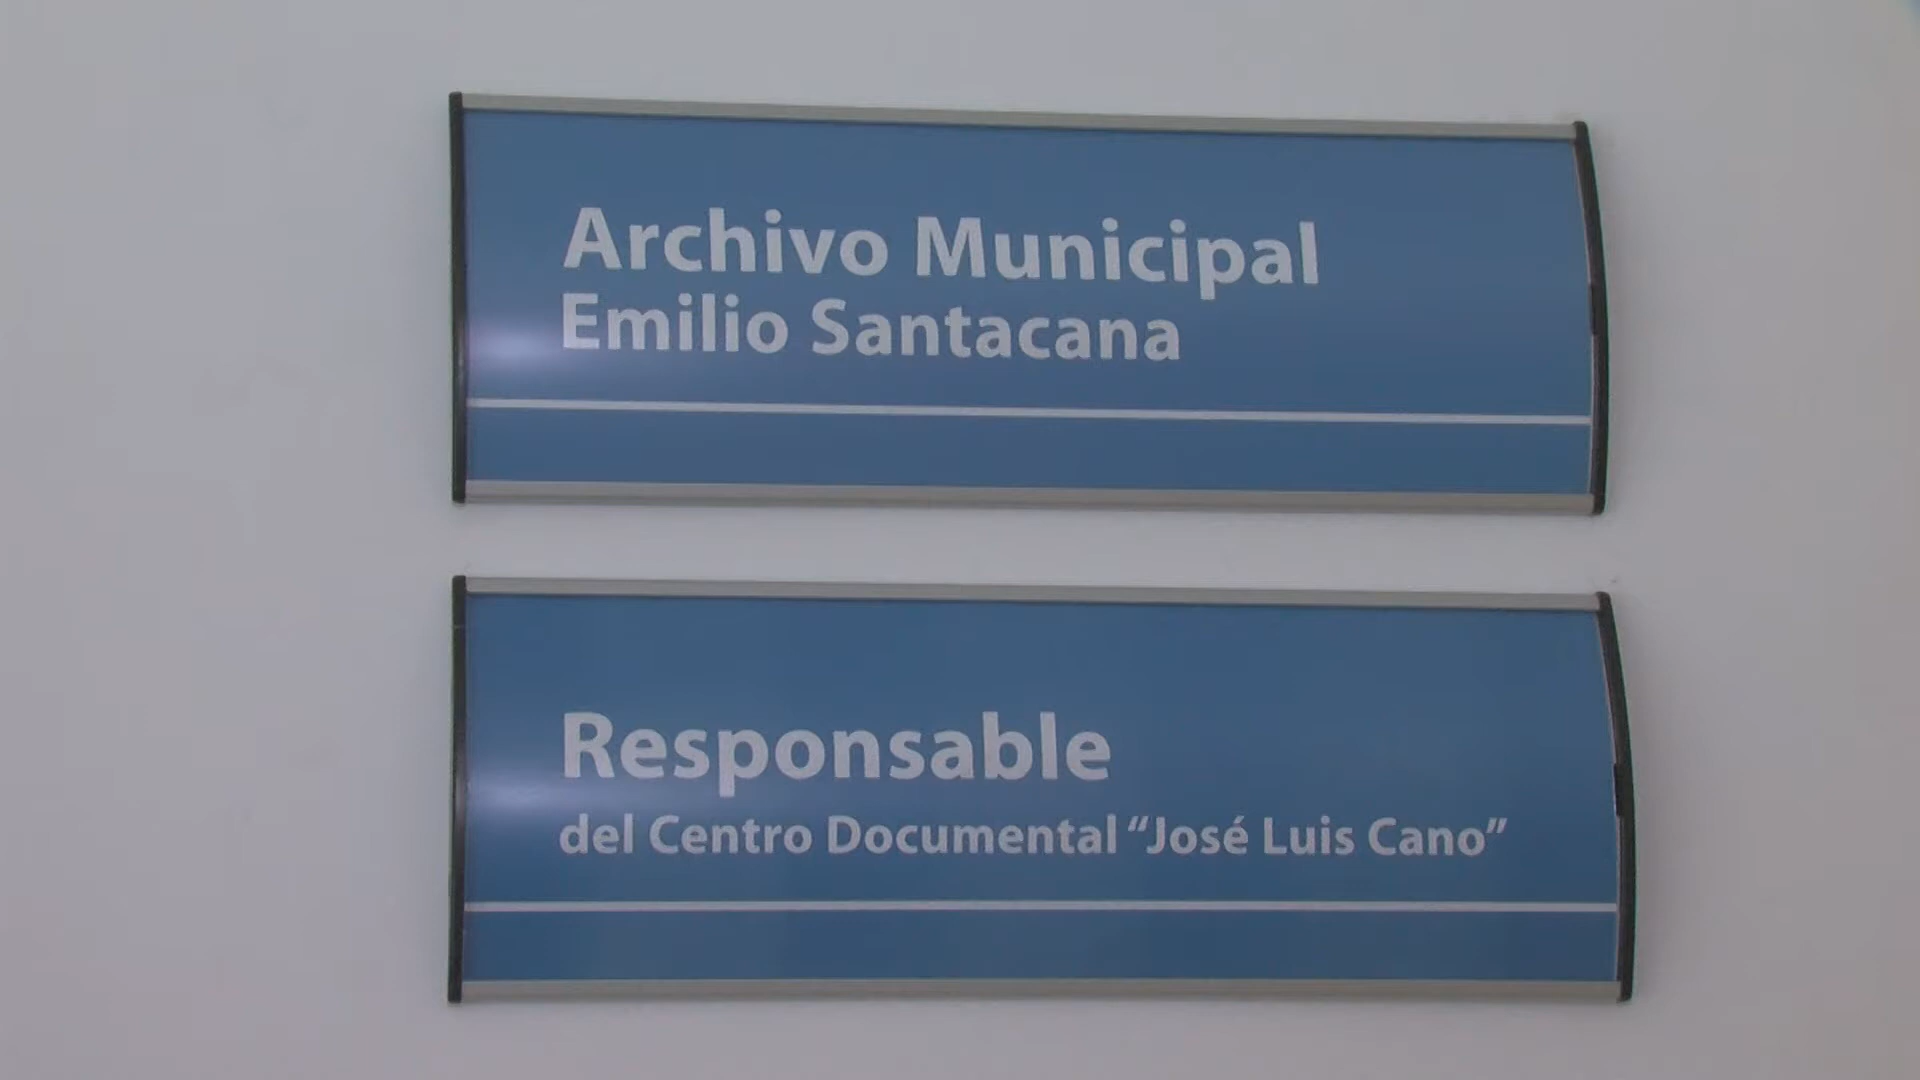 Archivo Municipal
Emilio Santacana
Responsable
del Centro Documental “José Luis Cano”